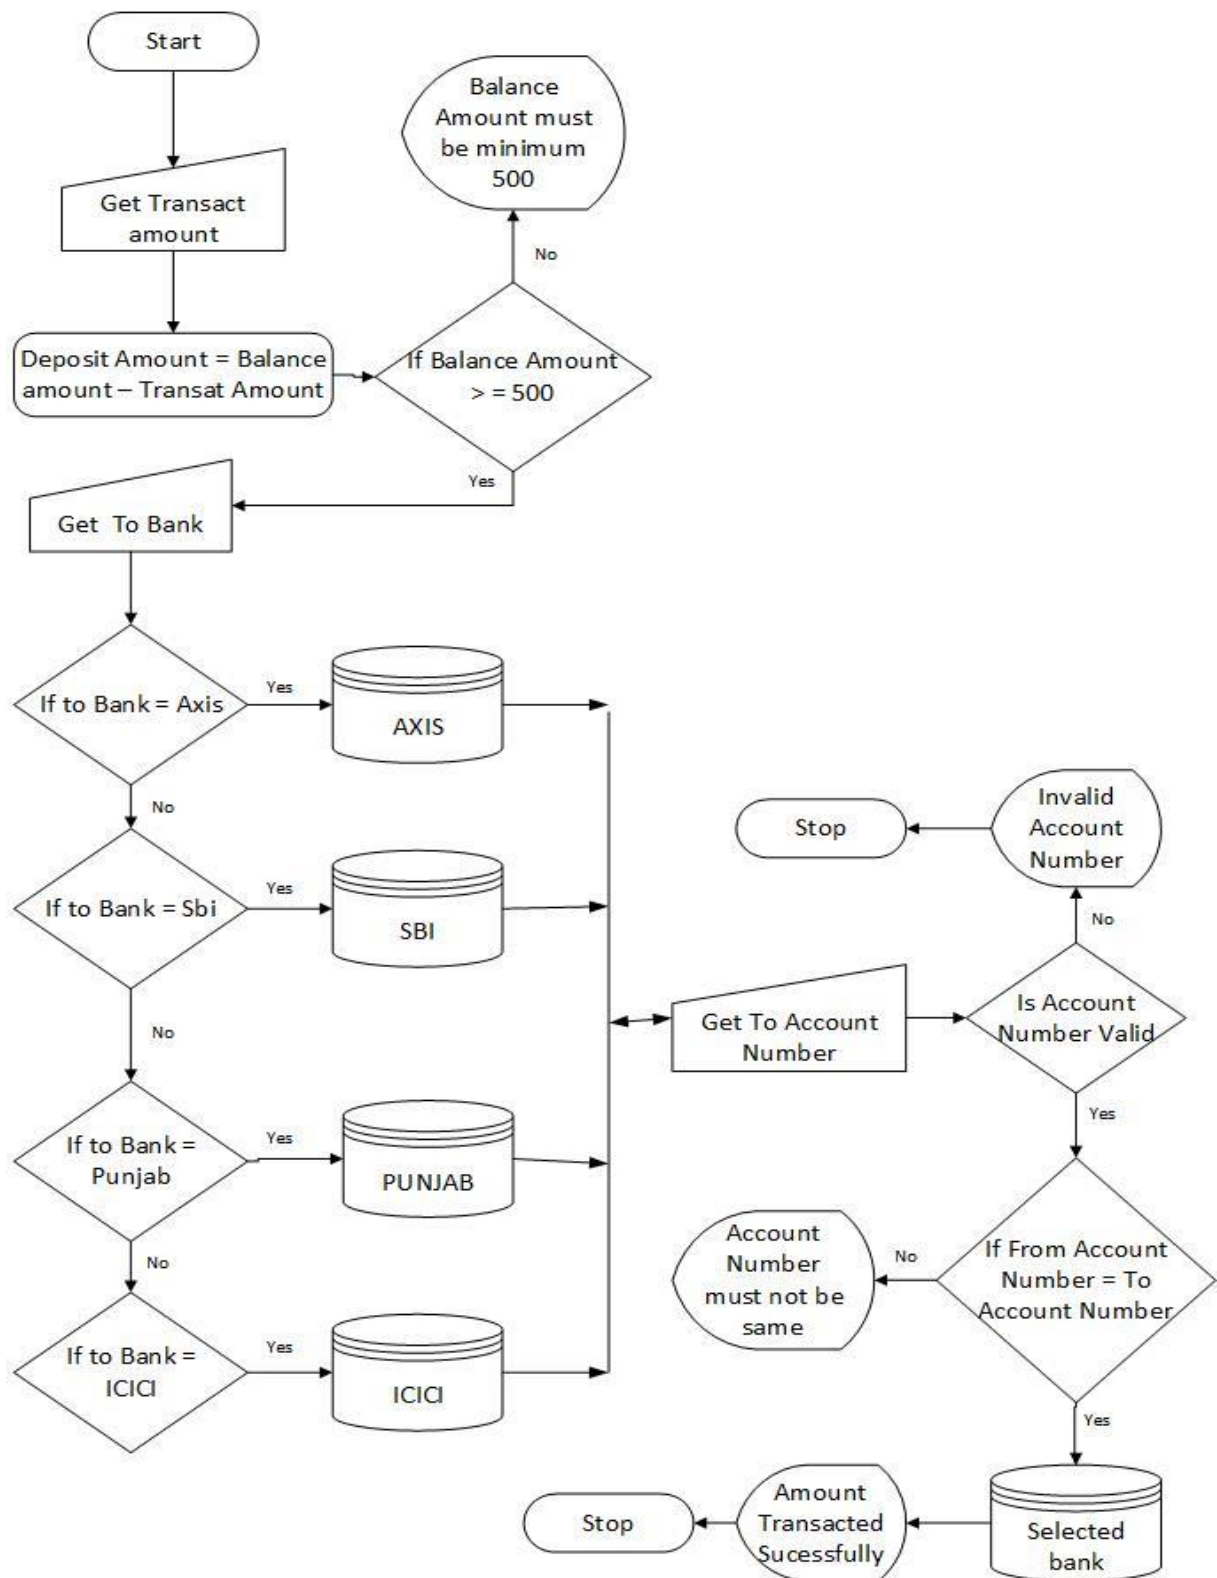 Start
Balance
Amount must
be minimum
500
Get Transact
amount
No
Deposit Amount = Balance
amount – Transat Amount
If Balance Amount
> = 500
Yes
Get To Bank
If to Bank = Axis
Yes
AXIS
No
If to Bank = Sbi
Yes
SBI
No
If to Bank =
Punjab
Yes
PUNJAB
No
If to Bank =
ICICI
Yes
ICICI
Get To Account
Number
Is Account
Number Valid
No
Invalid
Account
Number
Stop
Yes
If From Account
Number = To
Account Number
No
Account
Number
must not be
same
Yes
Selected
bank
Amount
Transacted
Sucessfully
Stop